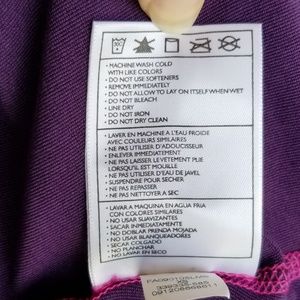 • MACHINE WASH COLD
WITH LIKE COLORS
• DO NOT USE SOFTENERS
• REMOVE IMMEDIATELY
• DO NOT ALLOW TO LAY ON ITSELF WHEN WET
• DO NOT BLEACH
• LINE DRY
• DO NOT IRON
• DO NOT DRY CLEAN
• LAVER EN MACHINE A L'EAU FROIDE
AVEC COULEURS SIMILAIRES
• NE PAS UTILISER D'ADOUCISSEUR
• ENLEVER IMMEDIATEMENT
• NE PAS LAISSER LE VETEMENT PLIE
LORSQU'IL EST MOUILLE
• NE PAS UTILISER D'EAU DE JAVEL
• SUSPENDRE POUR SECHER
• NE PAS REPASSER
• NE PAS NETTOYER A SEC
• LAVAR A MAQUINA EN AGUA FRIA
• CON COLORES SIMILARES
• NO USAR SUAVIZANTE
• SACAR INMEDIATAMENTE
• NO DOBLAR PRENDA MOJADA
• NO USAR CLORO
• SECAR COLGADO
• NO PLANCHAR
• NO LAVAR EN SECO